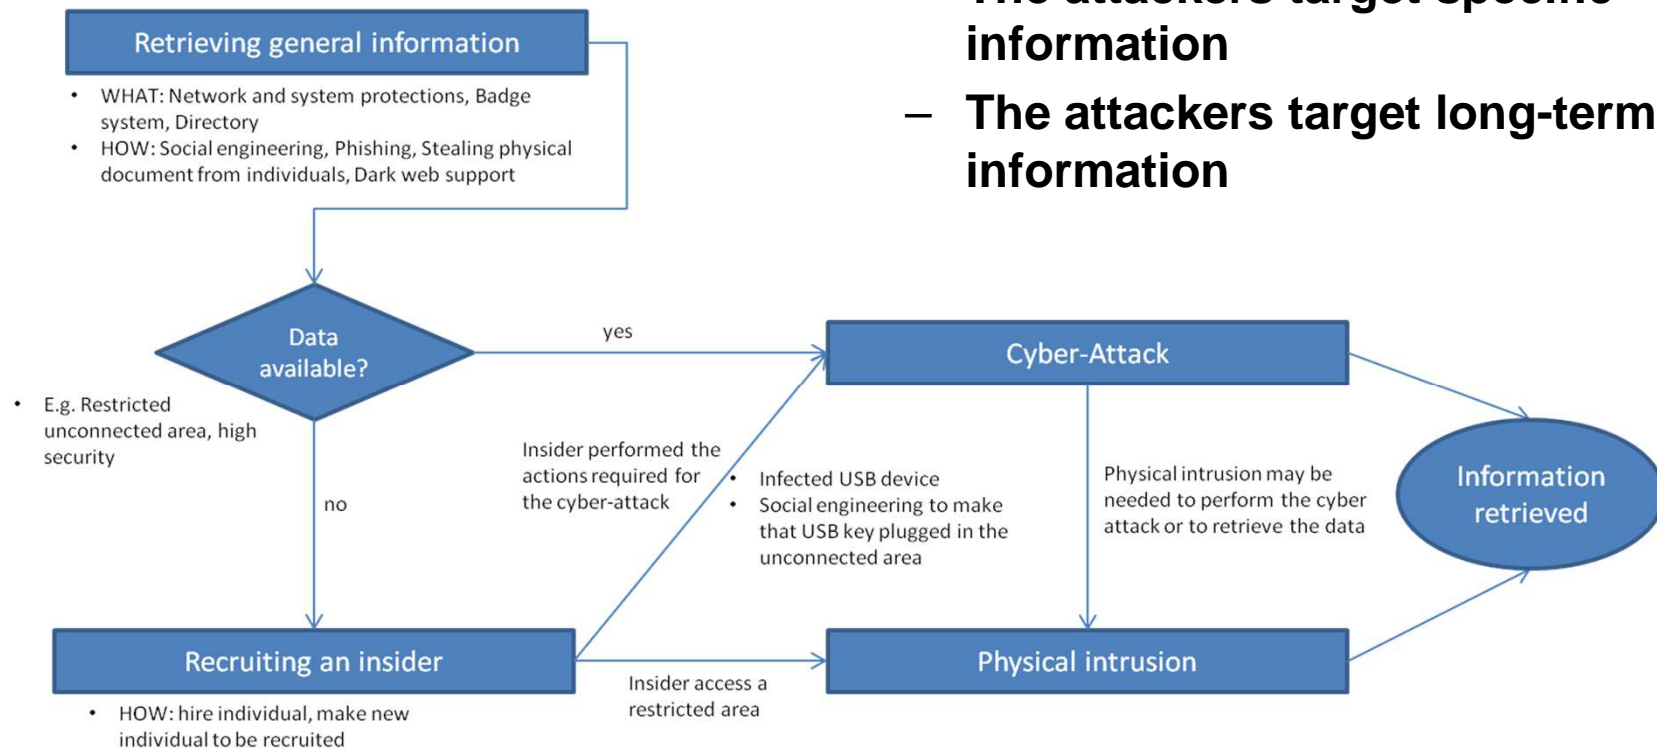 The attackers target specific
information
– The attackers target long-term
information
Retrieving general information
• WHAT: Network and system protections, Badge
system, Directory
• HOW: Social engineering, Phishing, Stealing physical
document from individuals, Dark web support
Data
available?
• E.g. Restricted
unconnected area, high
security
yes
no
Cyber-Attack
Insider performed the
actions required for
the cyber-attack
• Infected USB device
• Social engineering to make
that USB key plugged in the
unconnected area
Physical intrusion may be
needed to perform the cyber
attack or to retrieve the data
Information
retrieved
Recruiting an insider
• HOW: hire individual, make new
individual to be recruited
Insider access a
restricted area
Physical intrusion